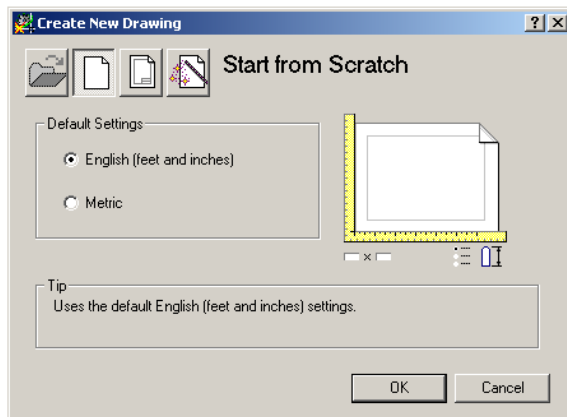 Create New Drawing
Start from Scratch
Default Settings
English (feet and inches)
Metric
Tip
Uses the default English (feet and inches) settings.
OK
Cancel